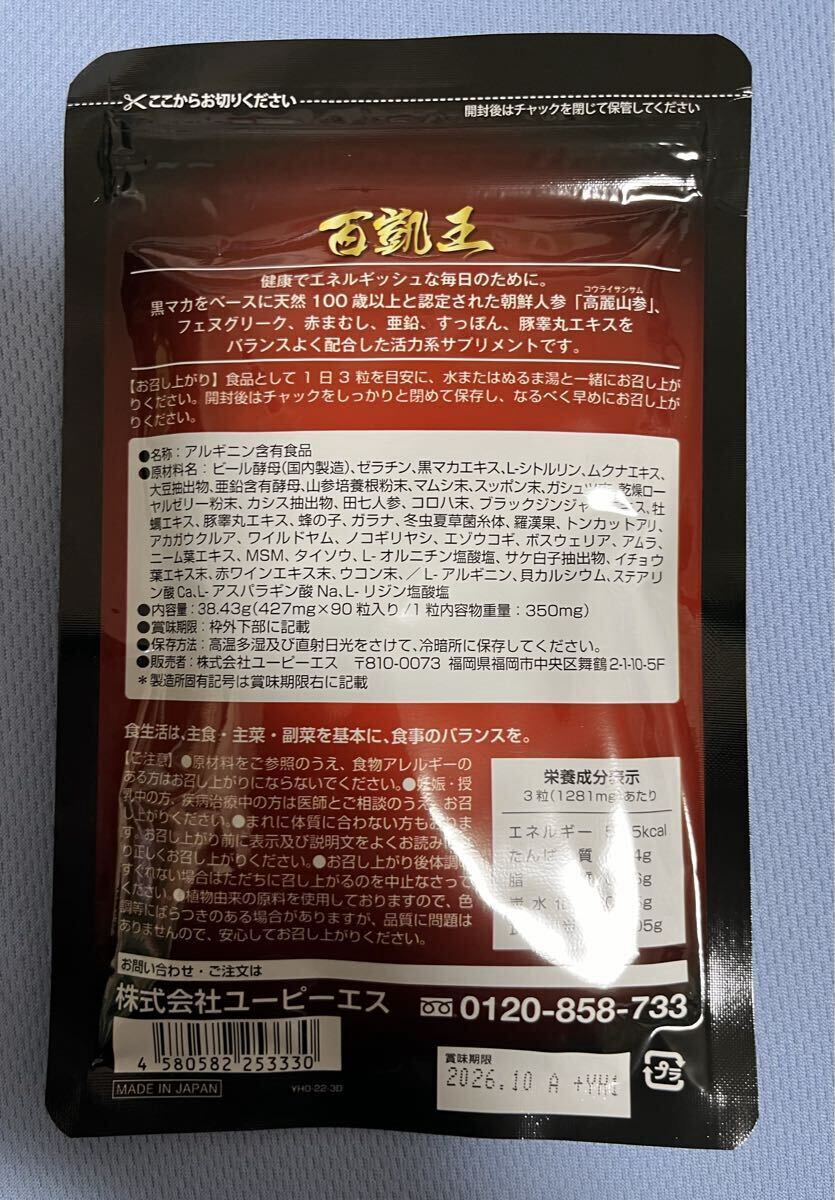 ここからお切りください
開封後はチャックを閉じて保管してください
百凱王
健康でエネルギッシュな毎日のために。
コウライサンサム
黒マカをベースに天然100歳以上と認定された朝鮮人参「高麗山参」、
フェヌグリーク、赤まむし、亜鉛、すっぽん、豚睾丸エキスを
バランスよく配合した活力系サプリメントです。
【お召し上がり】食品として1日3粒を目安に、水またはぬるま湯と一緒にお召し上が
りください。開封後はチャックをしっかりと閉めて保存し、なるべく早めにお召し上が
りください。
●名称：アルギニン含有食品
●原材料名：ビール酵母(国内製造)、ゼラチン、黒マカエキス、L-シトルリン、ムクナエキス、
大豆抽出物、亜鉛含有酵母、山参培養根粉末、マムシ末、スッポン末、ガシュツ末、乾燥ロー
ヤルゼリー粉末、カシス抽出物、田七人参、コロハ末、ブラックジンジャー キス、牡
蠣エキス、豚睾丸エキス、蜂の子、ガラナ、冬虫夏草菌糸体、羅漢果、トンカットアリ、
アカガウクルア、ワイルドヤム、ノコギリヤシ、エゾウコギ、ボスウェリア、アムラ、
ニーム葉エキス、MSM、タイソウ、L-オルニチン塩酸塩、サケ白子抽出物、イチョウ
葉エキス末、赤ワインエキス末、ウコン末、／L-アルギニン、貝カルシウム、ステアリ
ン酸Ca、L-アスパラギン酸Na、L-リジン塩酸塩
●内容量：38.43g(427mg×90粒入り/1粒内容物重量：350mg)
●賞味期限：枠外下部に記載
●保存方法：高温多湿及び直射日光をさけて、冷暗所に保存してください。
●販売者：株式会社ユーピーエス 〒810-0073 福岡県福岡市中央区舞鶴2-1-10-5F
＊製造所固有記号は賞味期限右に記載
食生活は、主食・主菜・副菜を基本に、食事のバランスを。
【ご注意】●原材料をご参照のうえ、食物アレルギーの
ある方はお召し上がりにならないでください。●妊娠・授
乳中の方、疾病治療中の方は医師とご相談のうえ、お召
し上がりください。●まれに体質に合わない方もおりま
す。お召し上がり前に表示及び説明文をよくお読みに
り正しくお召し上がりください。●お召し上がり後体調
すぐれない場合はただちに召し上がるのを中止なさって
ください。●植物由来の原料を使用しておりますので、色
調等にばらつきのある場合がありますが、品質に問題は
ありませんので、安心してお召し上がりください。
栄養成分表示
3粒(1281mg)あたり
エネルギー 5kcal
たんぱ 質 4g
脂
炭水化
05g
お問い合わせ・ご注文は
株式会社ユーピーエス 0120-858-733
4 580582 253330
MADE IN JAPAN
YH0-22-3D
賞味期限
2026.10 A +YH1
プラ